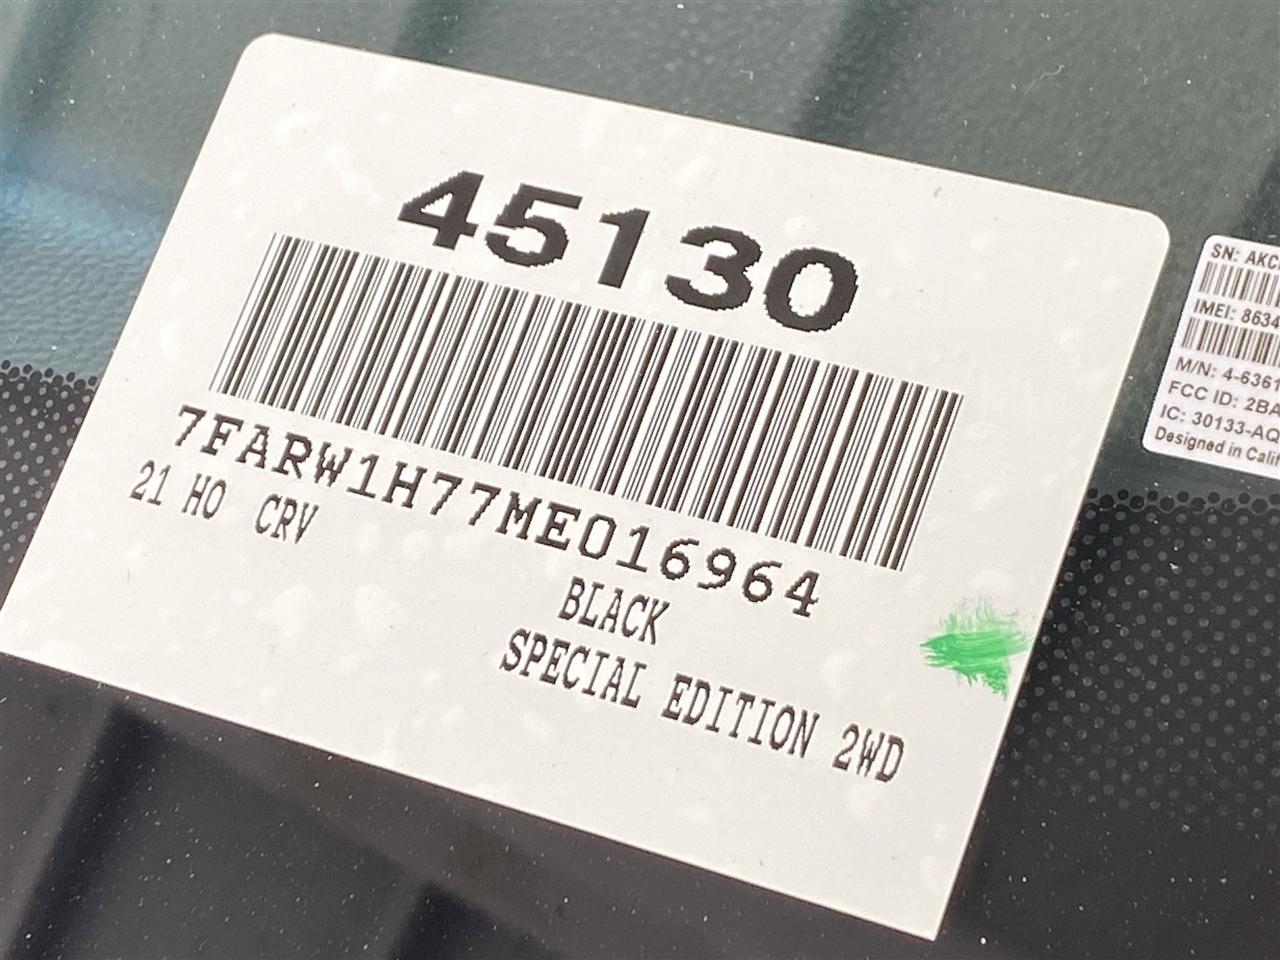 45130
7FARW1H77ME016964
21 HO CRV
BLACK
SPECIAL EDITION 2WD
SN: AKC
IMEI: 8634
M/N: 4-6361
FCC ID: 2BA
IC: 30133-AQ
Designed in Calif